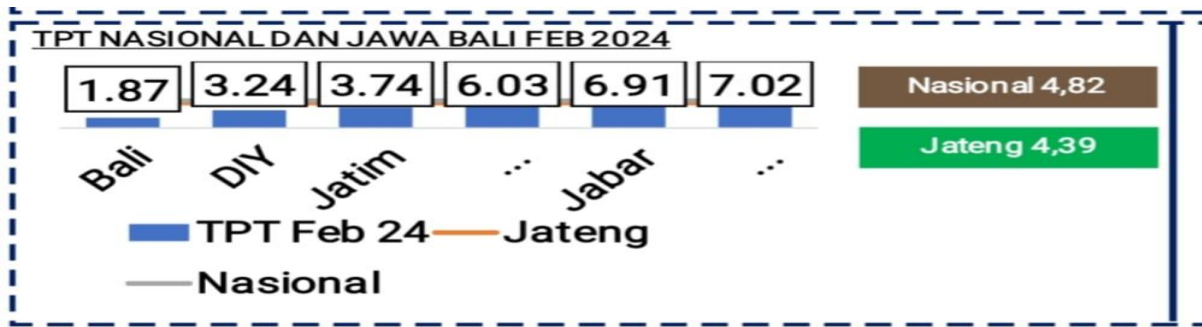 TPT NASIONAL DAN JAWA BALI FEB 2024
1.87 3.24 3.74 6.03 6.91 7.02
Nasional 4,82
Jateng 4,39
Bali DIY Jatim ... Jabar ...
TPT Feb 24 Jateng
Nasional